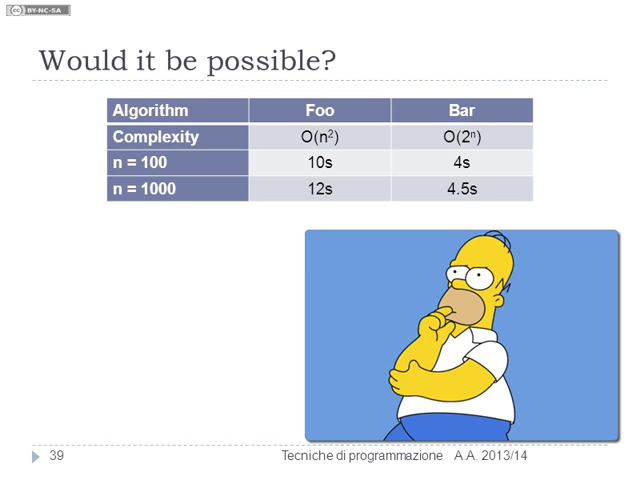 cc BY-NC-SA
Would it be possible?
Algorithm Foo Bar
Complexity O(n²) O(2ⁿ)
n = 100 10s 4s
n = 1000 12s 4.5s
39 Tecniche di programmazione A.A. 2013/14